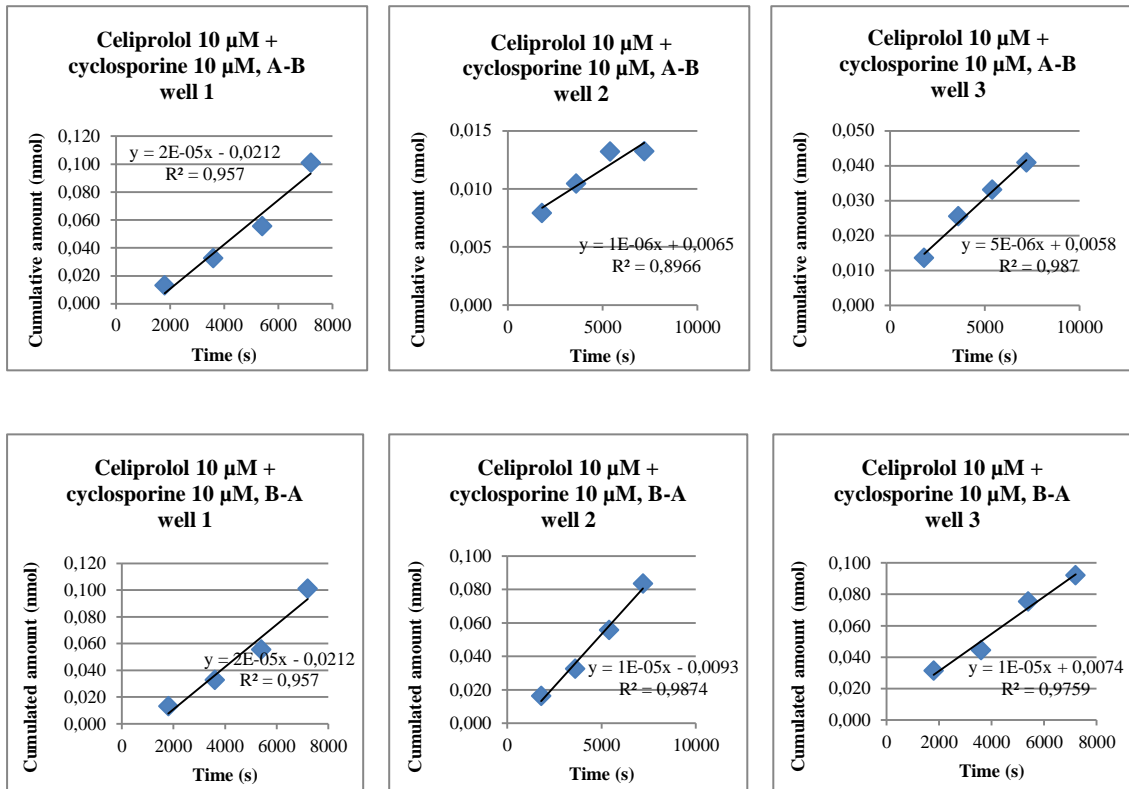 Celiprolol 10 µM +
cyclosporine 10 µM, A-B
well 1
Cumulative amount (nmol)
0,120
0,100
0,080
0,060
0,040
0,020
0,000
y = 2E-05x - 0,0212
R² = 0,957
0 2000 4000 6000 8000
Time (s)
Celiprolol 10 µM +
cyclosporine 10 µM, A-B
well 2
Cumulative amount (nmol)
0,015
0,010
0,005
0,000
y = 1E-06x + 0,0065
R² = 0,8966
0 5000 10000
Time (s)
Celiprolol 10 µM +
cyclosporine 10 µM, A-B
well 3
Cumulative amount (nmol)
0,050
0,040
0,030
0,020
0,010
0,000
y = 5E-06x + 0,0058
R² = 0,987
0 5000 10000
Time (s)
Celiprolol 10 µM +
cyclosporine 10 µM, B-A
well 1
Cumulated amount (nmol)
0,120
0,100
0,080
0,060
0,040
0,020
0,000
y = 2E-05x - 0,0212
R² = 0,957
0 2000 4000 6000 8000
Time (s)
Celiprolol 10 µM +
cyclosporine 10 µM, B-A
well 2
Cumulated amount (nmol)
0,100
0,080
0,060
0,040
0,020
0,000
y = 1E-05x - 0,0093
R² = 0,9874
0 5000 10000
Time (s)
Celiprolol 10 µM +
cyclosporine 10 µM, B-A
well 3
Cumulated amount (nmol)
0,100
0,080
0,060
0,040
0,020
0,000
y = 1E-05x + 0,0074
R² = 0,9759
0 2000 4000 6000 8000
Time (s)